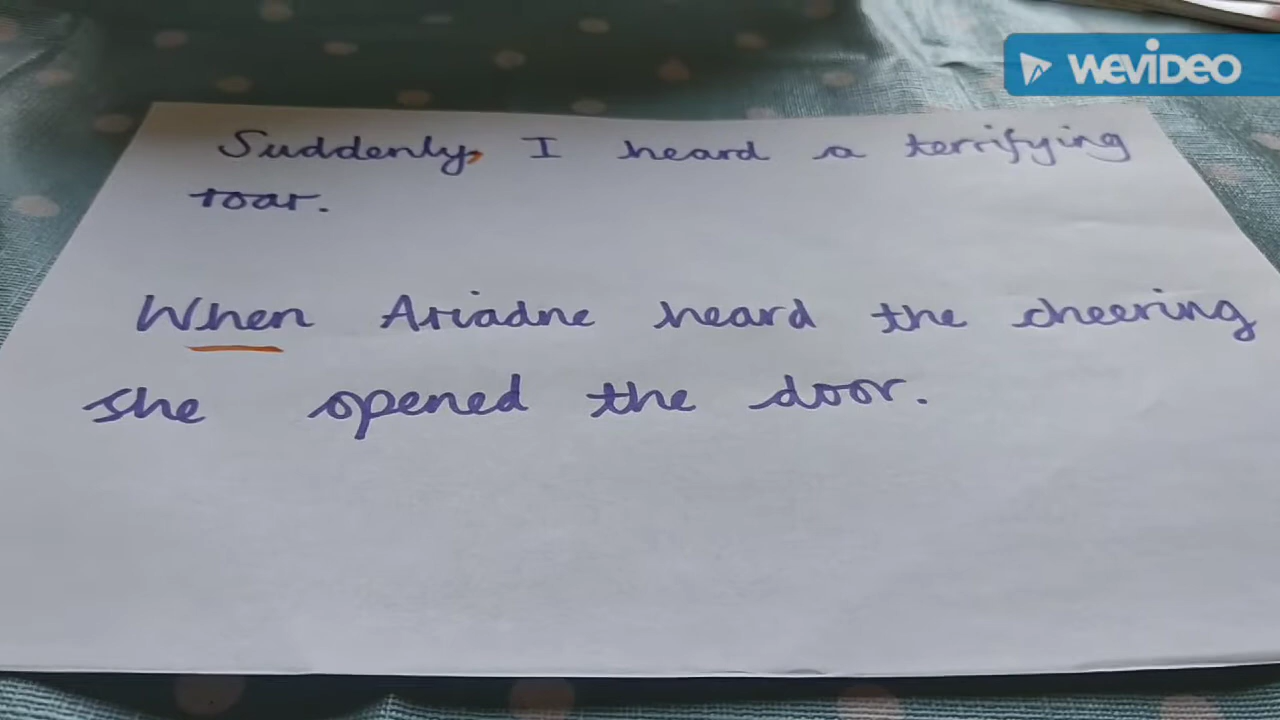 WEVIDEO
Suddenly, I heard a terrifying
roar.
When Ariadne heard the cheering
she opened the door.